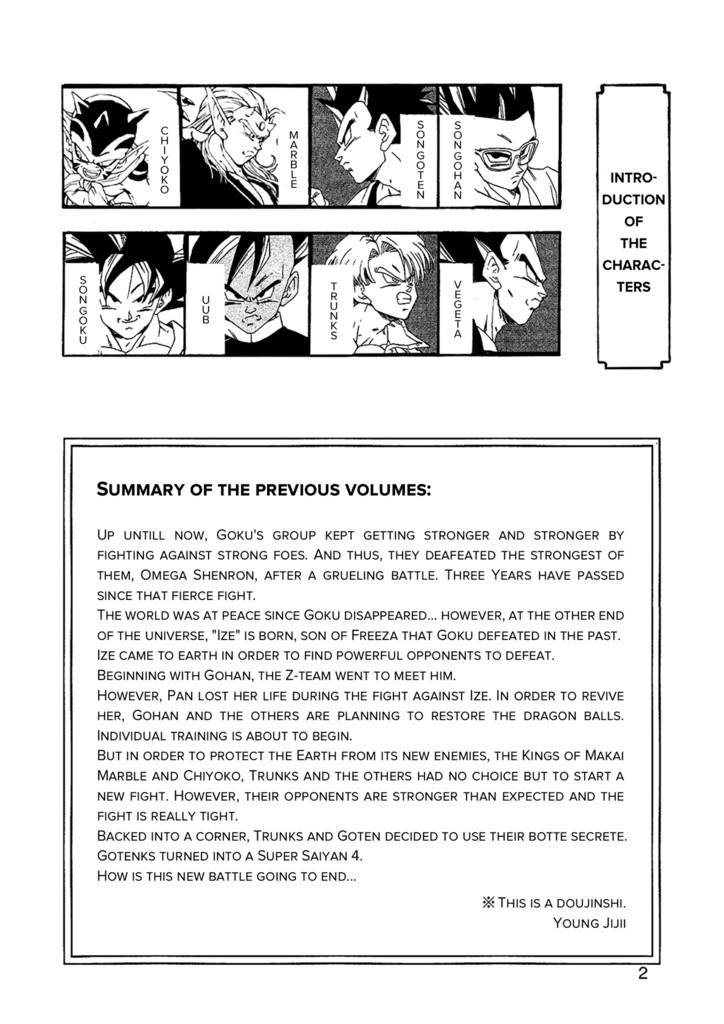 INTRO-
DUCTION
OF
THE
CHARAC-
TERS
CHIYOKO
MARBLE
SON GOTEN
SON GOHAN
SON GOKU
UUB
TRUNKS
VEGETA
SUMMARY OF THE PREVIOUS VOLUMES:
UP UNTILL NOW, GOKU'S GROUP KEPT GETTING STRONGER AND STRONGER BY
FIGHTING AGAINST STRONG FOES. AND THUS, THEY DEAFEATED THE STRONGEST OF
THEM, OMEGA SHENRON, AFTER A GRUELING BATTLE. THREE YEARS HAVE PASSED
SINCE THAT FIERCE FIGHT.
THE WORLD WAS AT PEACE SINCE GOKU DISAPPEARED... HOWEVER, AT THE OTHER END
OF THE UNIVERSE, "IZE" IS BORN, SON OF FREEZA THAT GOKU DEFEATED IN THE PAST.
IZE CAME TO EARTH IN ORDER TO FIND POWERFUL OPPONENTS TO DEFEAT.
BEGINNING WITH GOHAN, THE Z-TEAM WENT TO MEET HIM.
HOWEVER, PAN LOST HER LIFE DURING THE FIGHT AGAINST IZE. IN ORDER TO REVIVE
HER, GOHAN AND THE OTHERS ARE PLANNING TO RESTORE THE DRAGON BALLS.
INDIVIDUAL TRAINING IS ABOUT TO BEGIN.
BUT IN ORDER TO PROTECT THE EARTH FROM ITS NEW ENEMIES, THE KINGS OF MAKAI
MARBLE AND CHIYOKO, TRUNKS AND THE OTHERS HAD NO CHOICE BUT TO START A
NEW FIGHT. HOWEVER, THEIR OPPONENTS ARE STRONGER THAN EXPECTED AND THE
FIGHT IS REALLY TIGHT.
BACKED INTO A CORNER, TRUNKS AND GOTEN DECIDED TO USE THEIR BOTTE SECRETE.
GOTENKS TURNED INTO A SUPER SAIYAN 4.
HOW IS THIS NEW BATTLE GOING TO END...
※ THIS IS A DOUJINSHI.
YOUNG JIJII
2